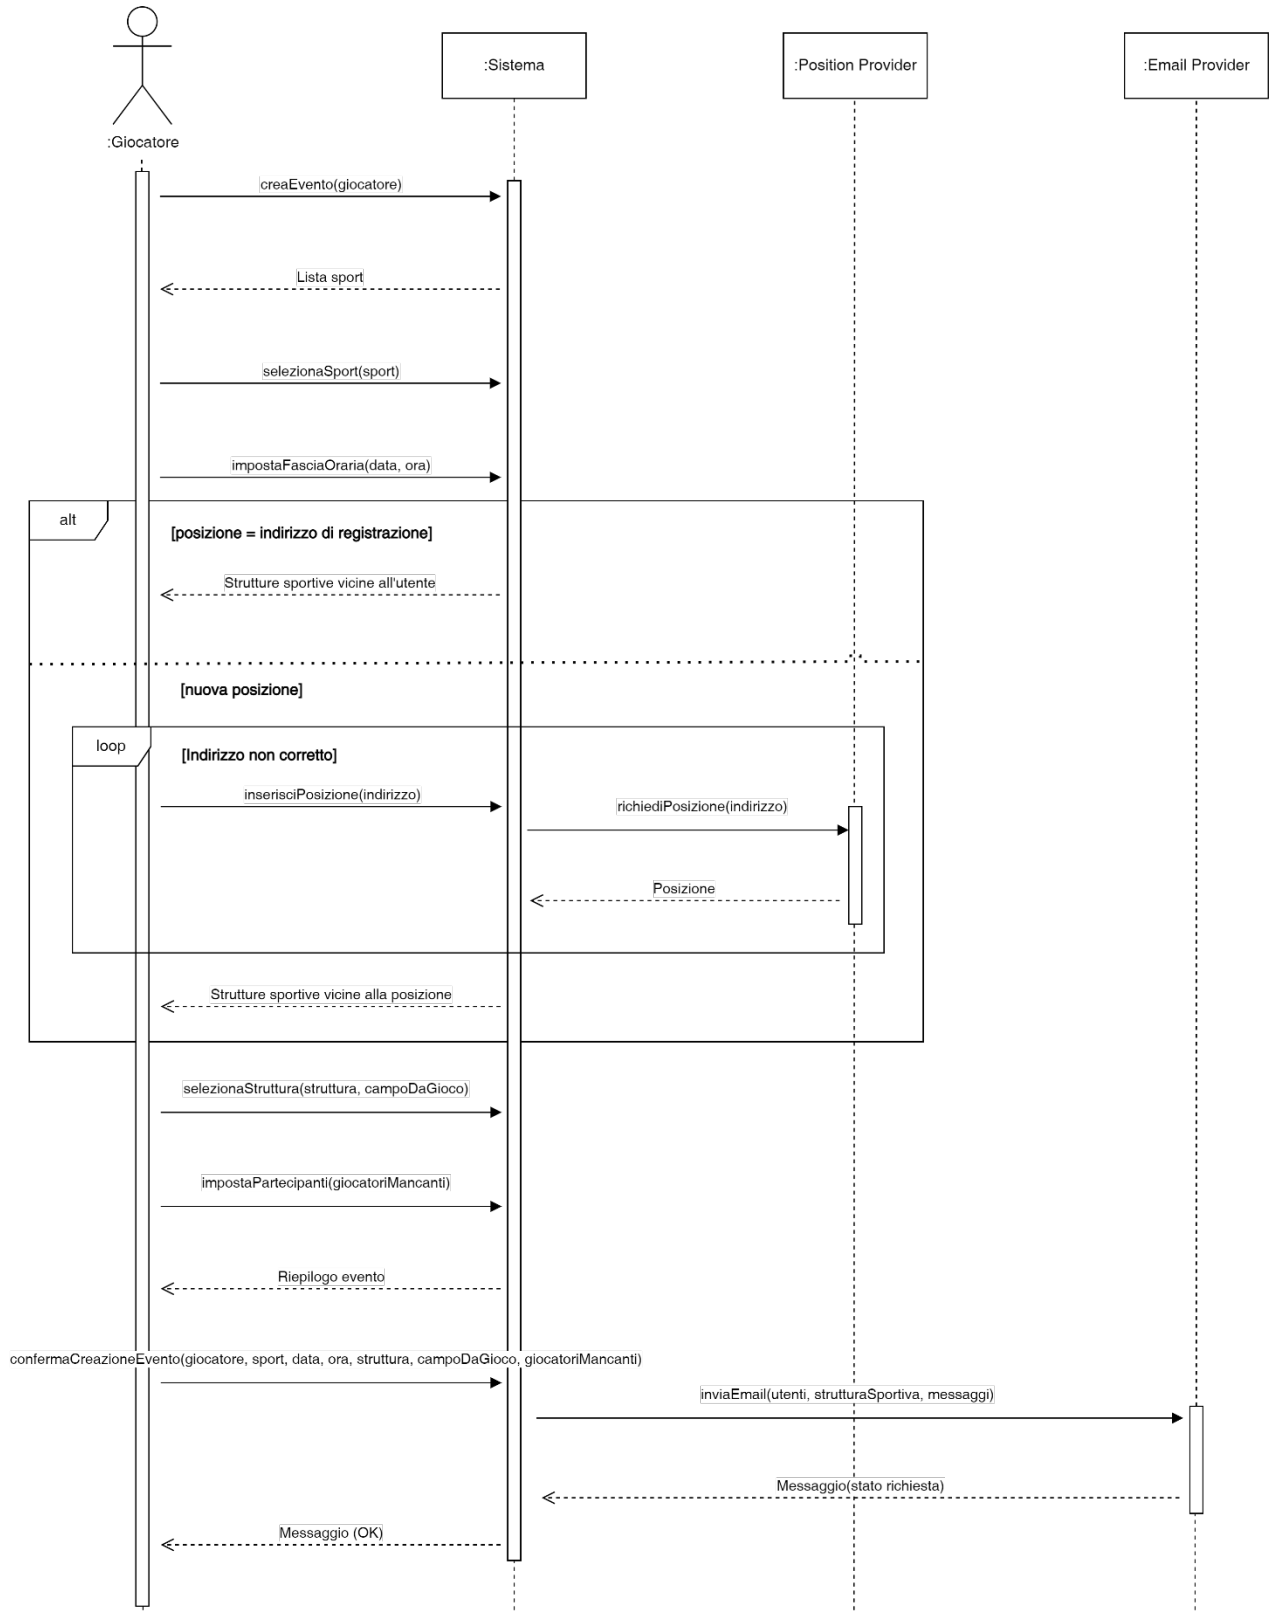 :Giocatore
:Sistema
:Position Provider
:Email Provider
creaEvento(giocatore)
Lista sport
selezionaSport(sport)
impostaFasciaOraria(data, ora)
alt
[posizione = indirizzo di registrazione]
Strutture sportive vicine all'utente
[nuova posizione]
loop
[Indirizzo non corretto]
inserisciPosizione(indirizzo)
richiediPosizione(indirizzo)
Posizione
Strutture sportive vicine alla posizione
selezionaStruttura(struttura, campoDaGioco)
impostaPartecipanti(giocatoriMancanti)
Riepilogo evento
confermaCreazioneEvento(giocatore, sport, data, ora, struttura, campoDaGioco, giocatoriMancanti)
inviaEmail(utenti, strutturaSportiva, messaggi)
Messaggio(stato richiesta)
Messaggio (OK)